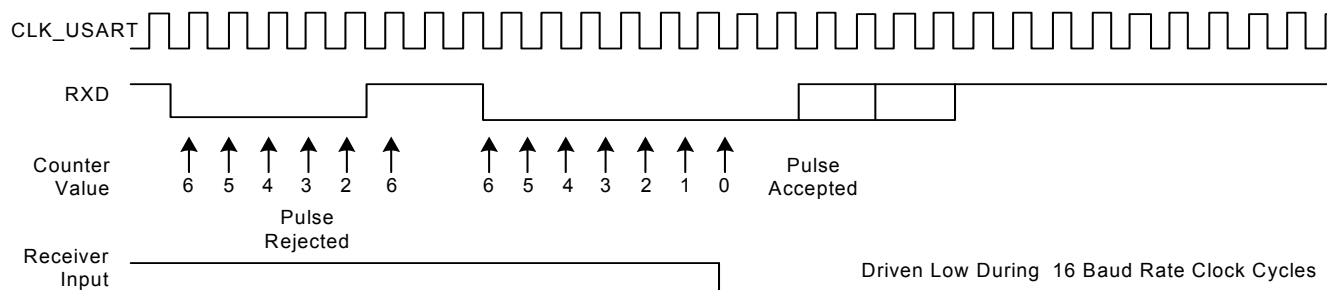 CLK_USART
RXD
Counter
Value
6 5 4 3 2 6 6 5 4 3 2 1 0
Pulse
Accepted
Pulse
Rejected
Receiver
Input
Driven Low During 16 Baud Rate Clock Cycles